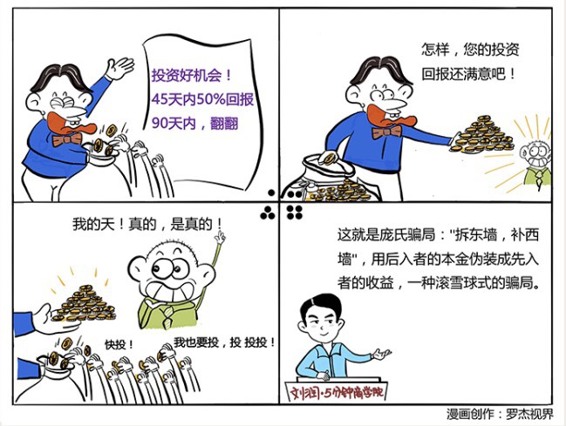 投资好机会！
45天内50%回报
90天内，翻翻
怎样，您的投资
回报还满意吧！
我的天！真的，是真的！
快投！
我也要投，投 投投！
这就是庞氏骗局："拆东墙，补西
墙"，用后入者的本金伪装成先入
者的收益，一种滚雪球式的骗局。
刘润·5分钟商学院
漫画创作：罗杰视界